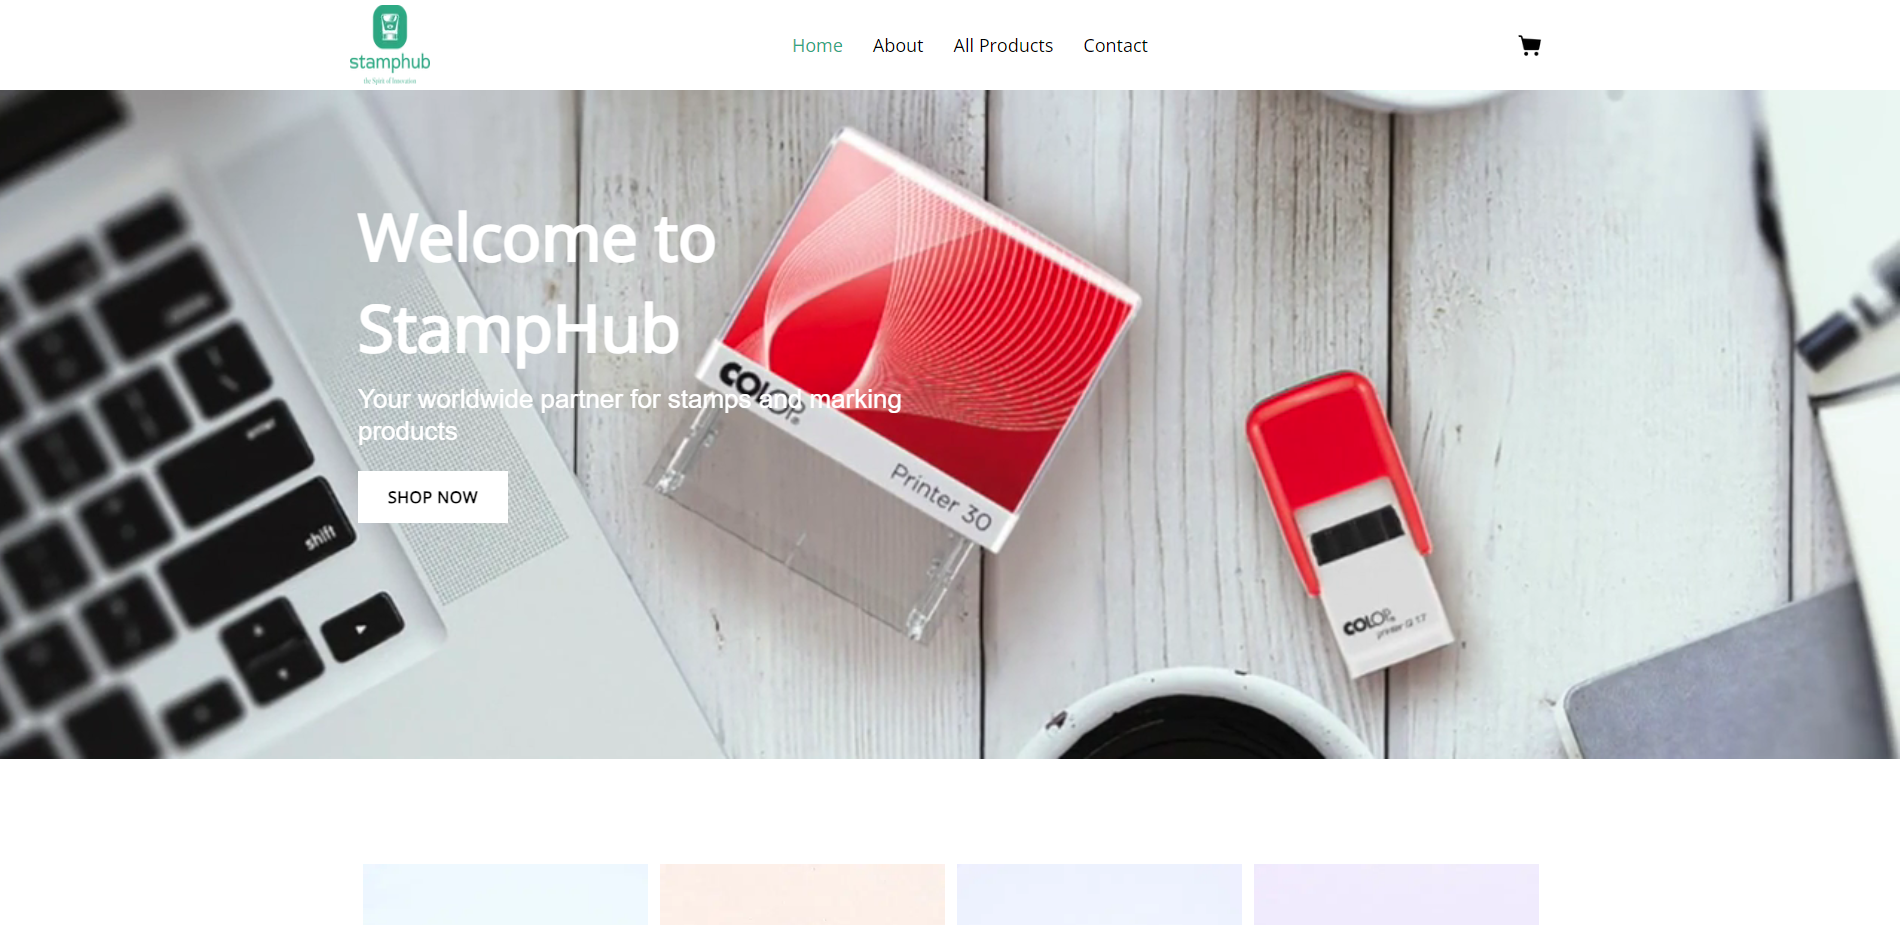 stamphub
the Spirit of Innovation
Home
About
All Products
Contact
Welcome to
StampHub
Your worldwide partner for stamps and marking
products
SHOP NOW
COLOP
Printer 30
COLOP
printer Q 17
enter
shift